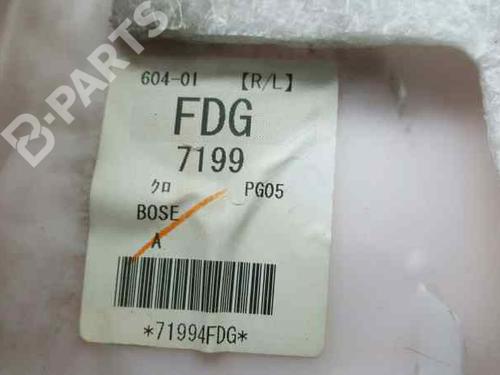 B-PARTS
604-01 【R/L】
FDG
7199
クロ PG05
BOSE
A
*71994FDG*